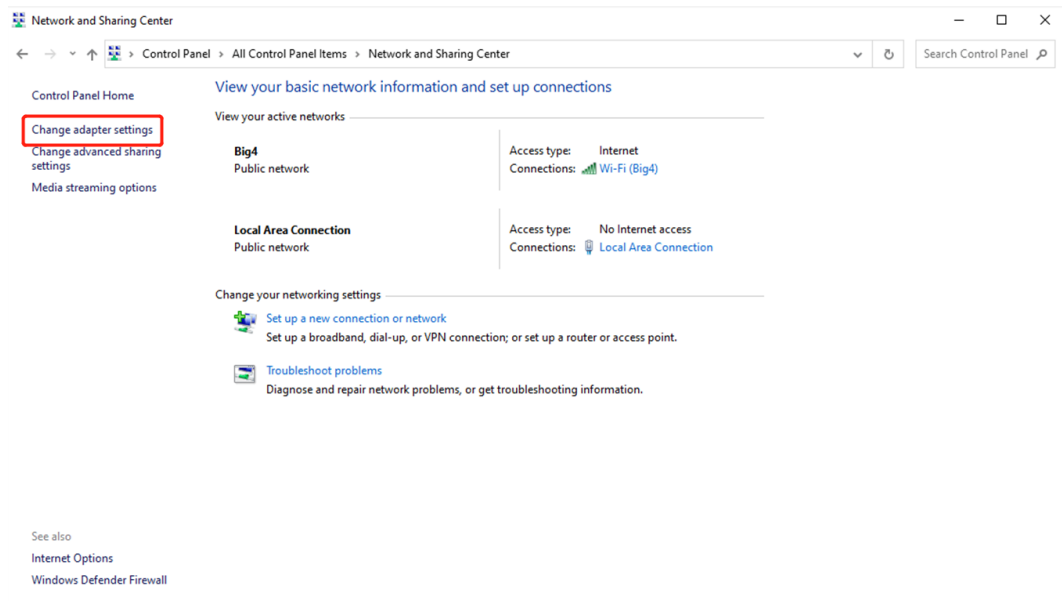 Network and Sharing Center
Control Panel > All Control Panel Items > Network and Sharing Center
Search Control Panel
Control Panel Home
Change adapter settings
Change advanced sharing
settings
Media streaming options
View your basic network information and set up connections
View your active networks
Big4
Public network
Access type: Internet
Connections: Wi-Fi (Big4)
Local Area Connection
Public network
Access type: No Internet access
Connections: Local Area Connection
Change your networking settings
Set up a new connection or network
Set up a broadband, dial-up, or VPN connection; or set up a router or access point.
Troubleshoot problems
Diagnose and repair network problems, or get troubleshooting information.
See also
Internet Options
Windows Defender Firewall